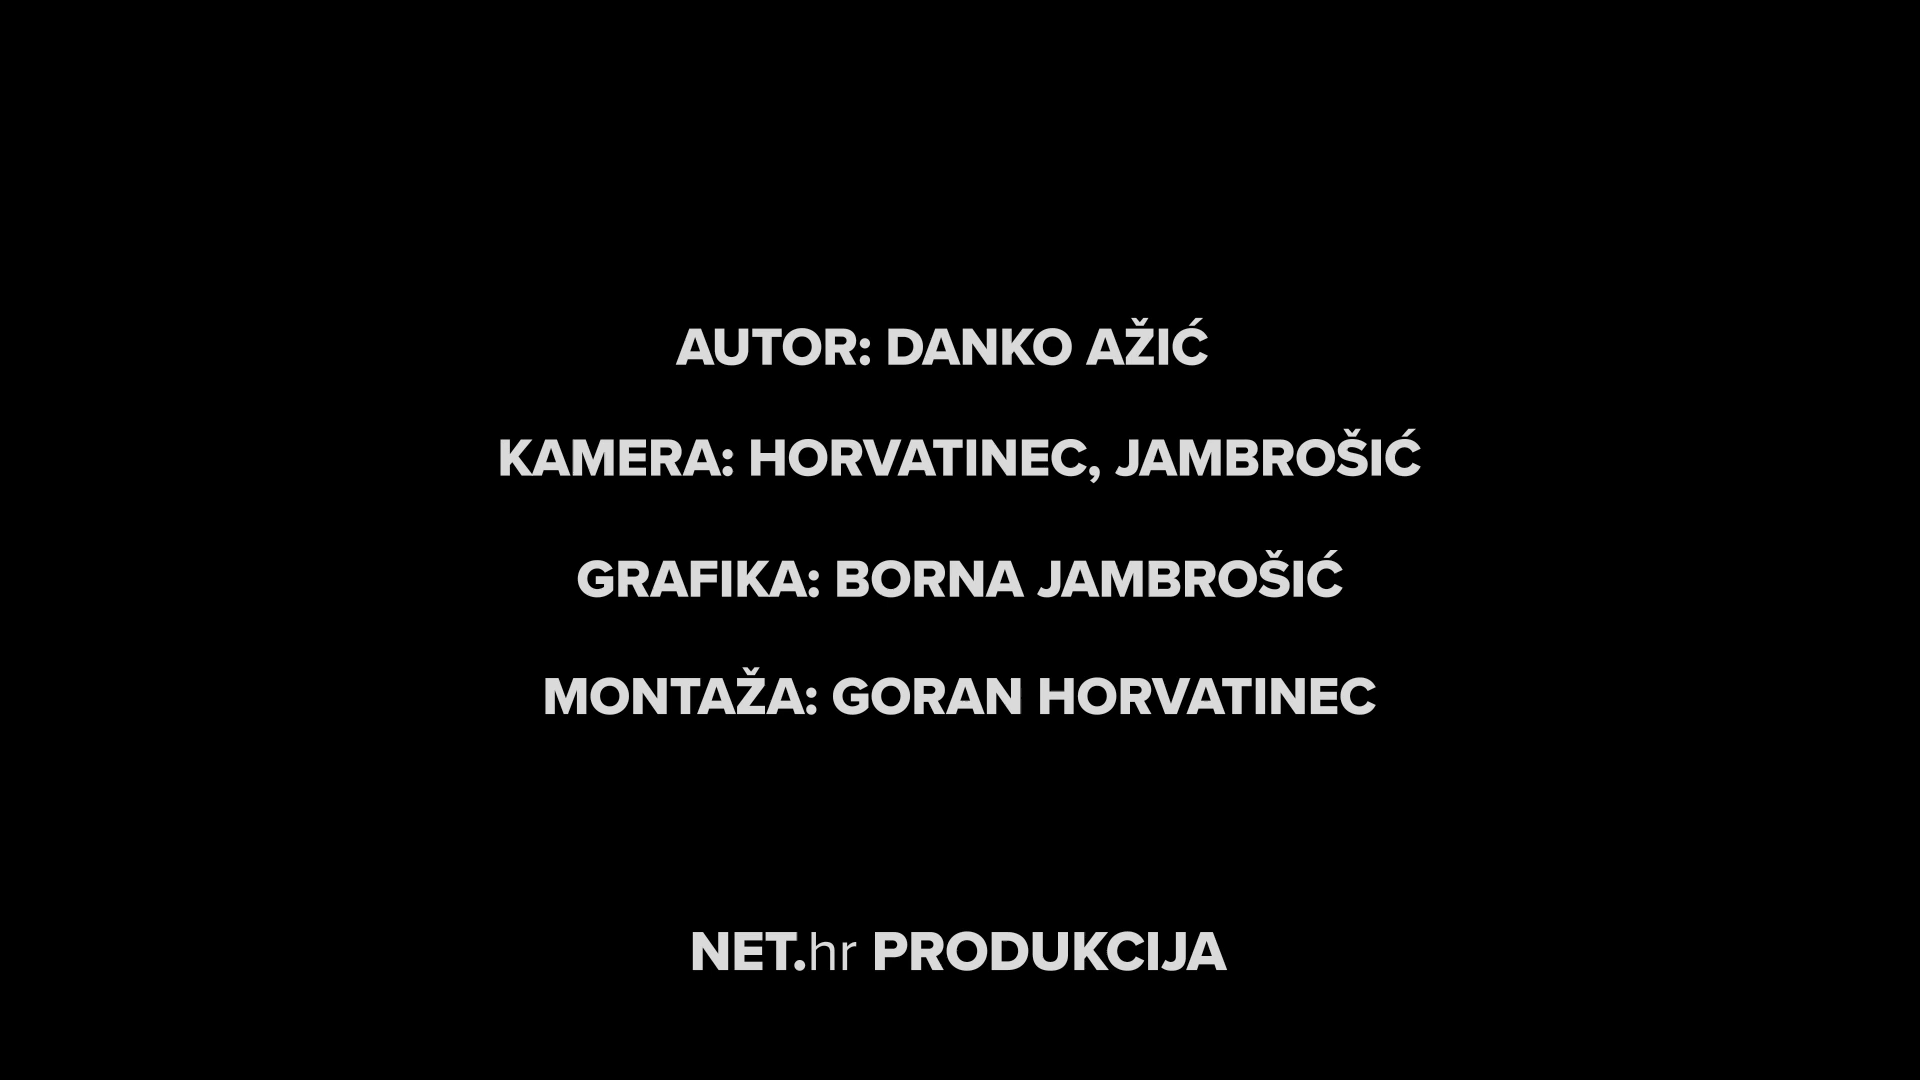 AUTOR: DANKO AŽIĆ
KAMERA: HORVATINEC, JAMBROŠIĆ
GRAFIKA: BORNA JAMBROŠIĆ
MONTAŽA: GORAN HORVATINEC
NET.hr PRODUKCIJA